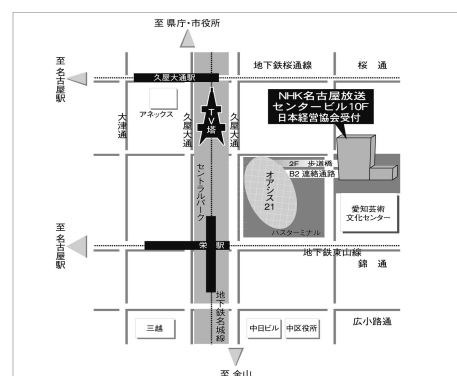 至 県庁・市役所
至 名古屋駅
久屋大通駅
地下鉄桜通線
桜 通
大津通
アネックス
久屋大通
TV塔
久屋大通
NHK名古屋放送
センタービル10F
日本経営協会受付
セントラルパーク
オアシス21
2F 歩道橋
B2 連絡通路
愛知芸術
文化センター
バスターミナル
至 名古屋駅
栄 駅
地下鉄東山線
錦 通
地下鉄名城線
三越
中日ビル
中区役所
広小路通
至 金山